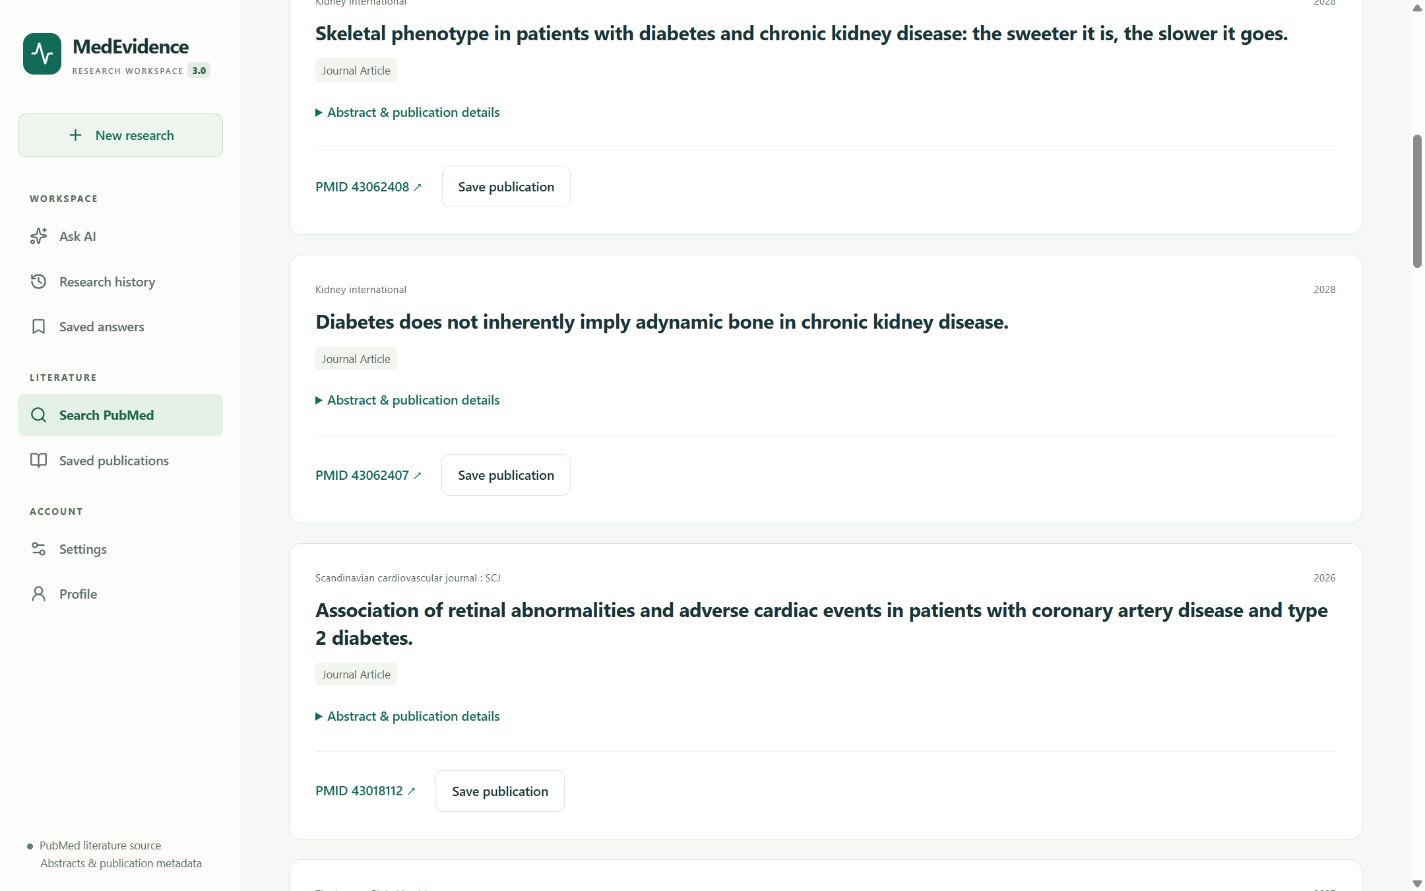 MedEvidence
RESEARCH WORKSPACE 3.0
New research
WORKSPACE
Ask AI
Research history
Saved answers
LITERATURE
Search PubMed
Saved publications
ACCOUNT
Settings
Profile
PubMed literature source
Abstracts & publication metadata
Kidney international 2028
Skeletal phenotype in patients with diabetes and chronic kidney disease: the sweeter it is, the slower it goes.
Journal Article
Abstract & publication details
PMID 43062408 ↗ Save publication
Kidney international 2028
Diabetes does not inherently imply adynamic bone in chronic kidney disease.
Journal Article
Abstract & publication details
PMID 43062407 ↗ Save publication
Scandinavian cardiovascular journal : SCJ 2026
Association of retinal abnormalities and adverse cardiac events in patients with coronary artery disease and type
2 diabetes.
Journal Article
Abstract & publication details
PMID 43018112 ↗ Save publication